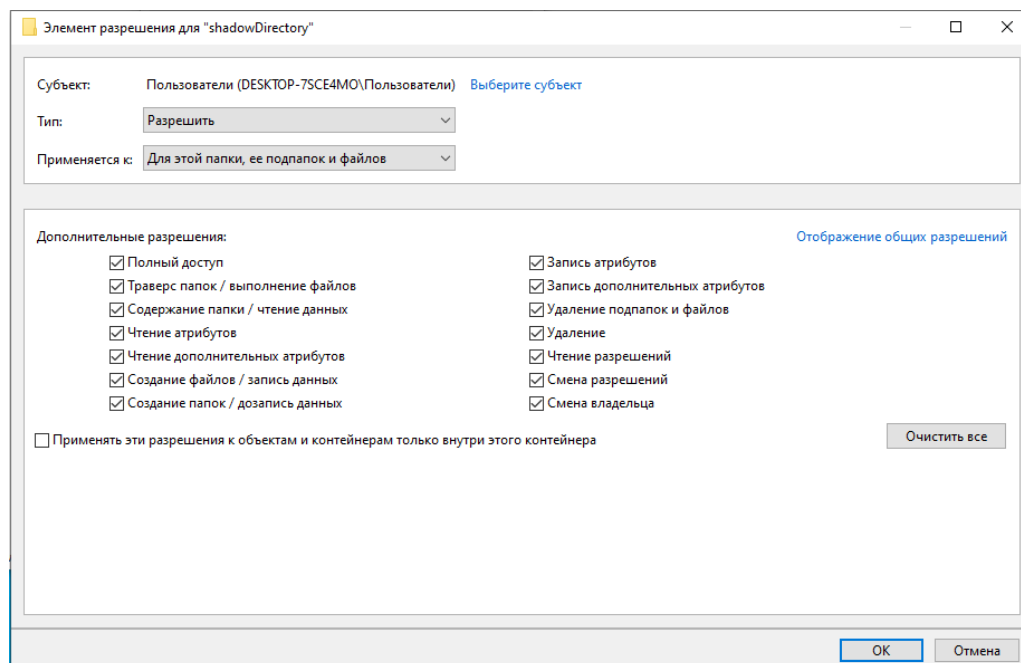 Элемент разрешения для "shadowDirectory"
Субъект: Пользователи (DESKTOP-7SCE4MO\Пользователи) Выберите субъект
Тип: Разрешить
Применяется к: Для этой папки, ее подпапок и файлов
Дополнительные разрешения: Отображение общих разрешений
Полный доступ Запись атрибутов
Траверс папок / выполнение файлов Запись дополнительных атрибутов
Содержание папки / чтение данных Удаление подпапок и файлов
Чтение атрибутов Удаление
Чтение дополнительных атрибутов Чтение разрешений
Создание файлов / запись данных Смена разрешений
Создание папок / дозапись данных Смена владельца
Применять эти разрешения к объектам и контейнерам только внутри этого контейнера Очистить все
ОК Отмена